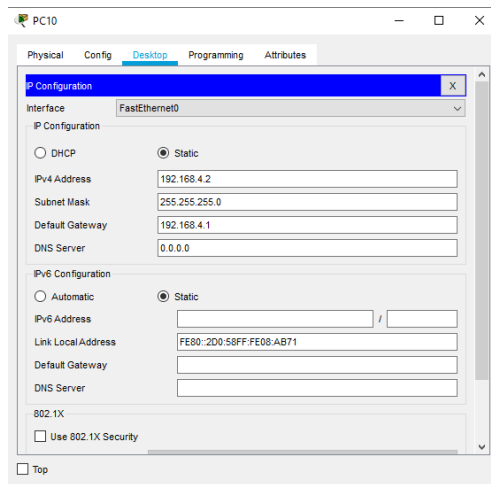 PC10
Physical Config Desktop Programming Attributes
IP Configuration X
Interface FastEthernet0
IP Configuration
DHCP Static
IPv4 Address 192.168.4.2
Subnet Mask 255.255.255.0
Default Gateway 192.168.4.1
DNS Server 0.0.0.0
IPv6 Configuration
Automatic Static
IPv6 Address /
Link Local Address FE80::2D0:58FF:FE08:AB71
Default Gateway
DNS Server
802.1X
Use 802.1X Security
Top